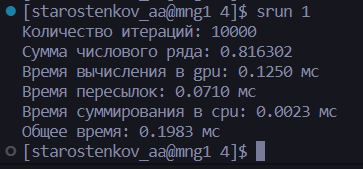 [starostenkov_aa@mng1 4]$ srun 1
Количество итераций: 10000
Сумма числового ряда: 0.816302
Время вычисления в gpu: 0.1250 мс
Время пересылок: 0.0710 мс
Время суммирования в cpu: 0.0023 мс
Общее время: 0.1983 мс
[starostenkov_aa@mng1 4]$